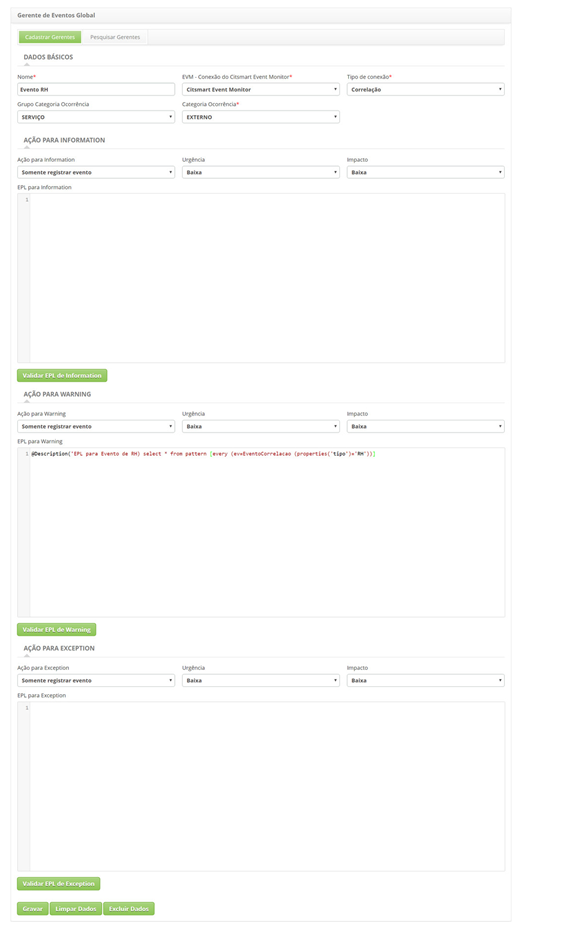 Gerente de Eventos Global
Cadastrar Gerentes Pesquisar Gerentes
DADOS BÁSICOS
Nome* EVM - Conexão do Citsmart Event Monitor* Tipo de conexão*
Evento RH Citsmart Event Monitor Correlação
Grupo Categoria Ocorrência Categoria Ocorrência*
SERVIÇO EXTERNO
AÇÃO PARA INFORMATION
Ação para Information Urgência Impacto
Somente registrar evento Baixa Baixa
EPL para Information
1
Validar EPL de Information
AÇÃO PARA WARNING
Ação para Warning Urgência Impacto
Somente registrar evento Baixa Baixa
EPL para Warning
1 @Description('EPL para Evento de RH) select * from pattern [every (ev=EventoCorrelacao (properties('tipo')='RH'))]
Validar EPL de Warning
AÇÃO PARA EXCEPTION
Ação para Exception Urgência Impacto
Somente registrar evento Baixa Baixa
EPL para Exception
1
Validar EPL de Exception
Gravar Limpar Dados Excluir Dados